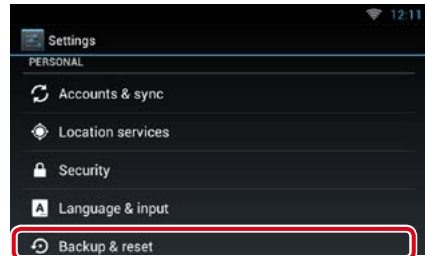 12:11
Settings
PERSONAL
Accounts & sync
Location services
Security
A Language & input
Backup & reset